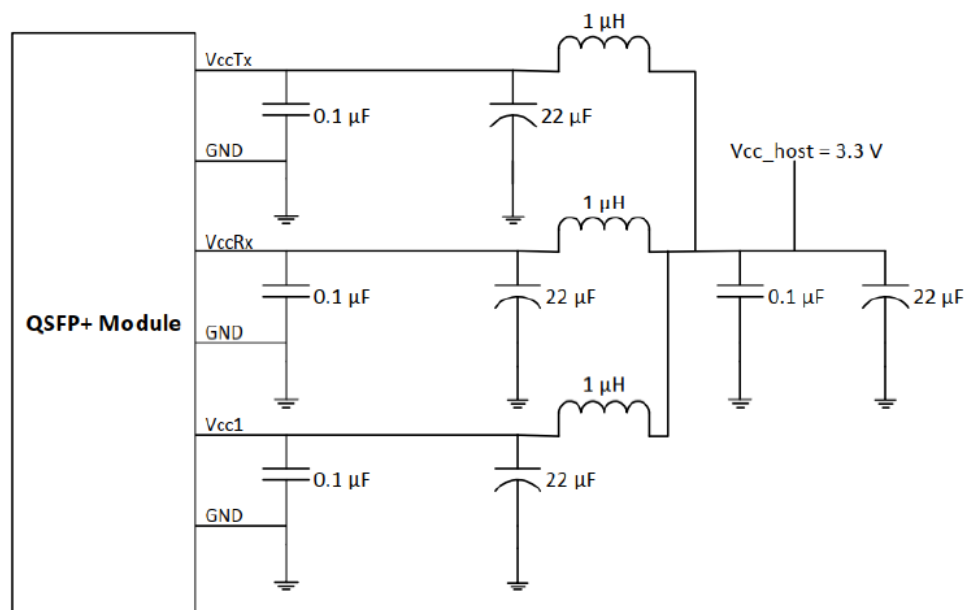 1 µH
VccTx
0.1 µF
22 µF
GND
Vcc_host = 3.3 V
1 µH
VccRx
0.1 µF
22 µF
0.1 µF
22 µF
QSFP+ Module
GND
1 µH
Vcc1
0.1 µF
22 µF
GND